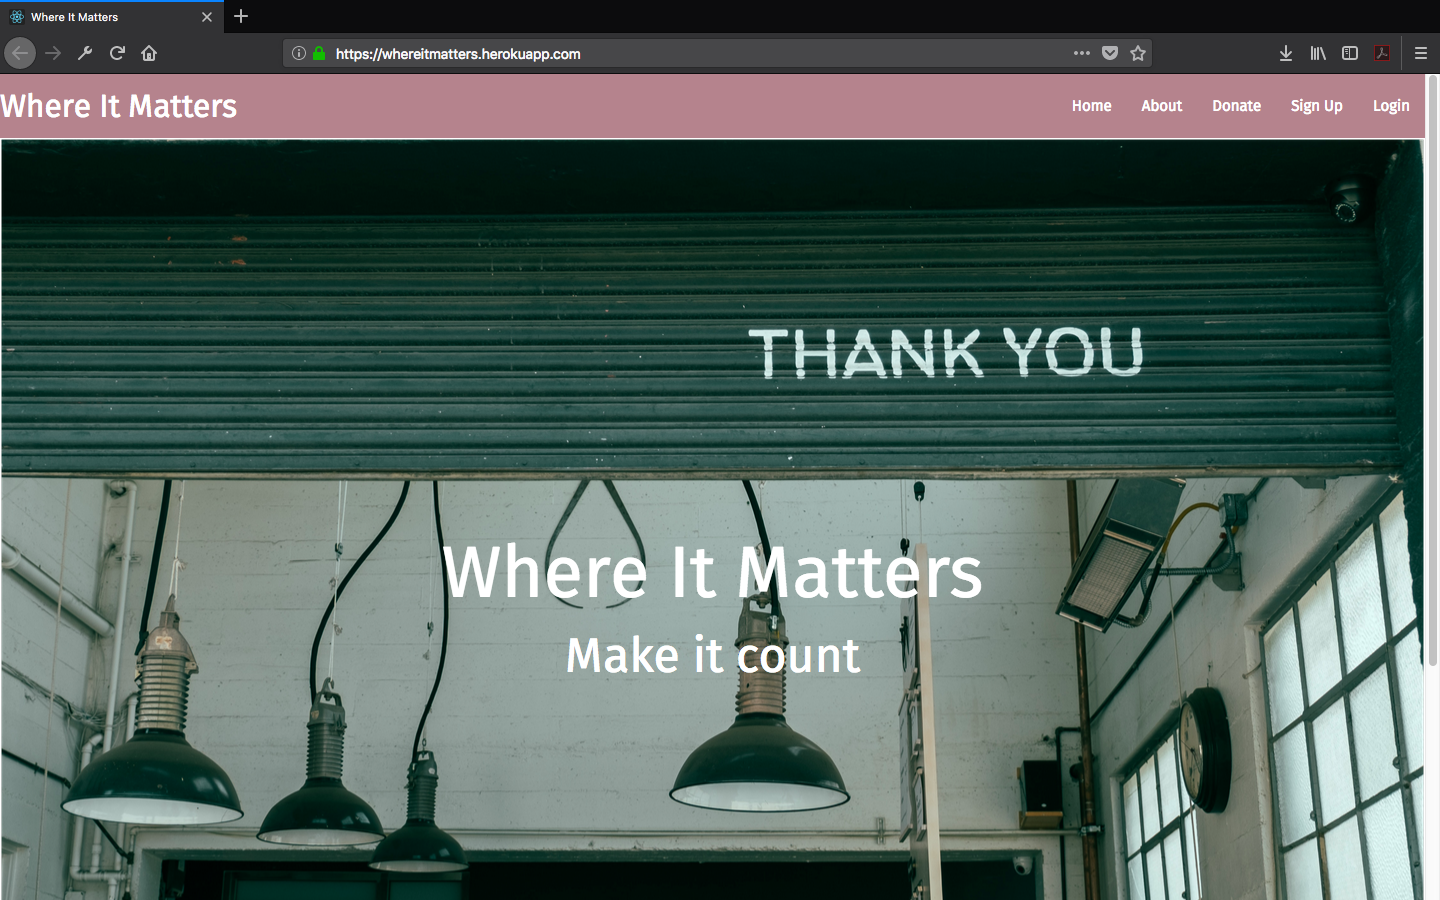 Where It Matters
https://whereitmatters.herokuapp.com
Where It Matters
Home About Donate Sign Up Login
THANK YOU
Where It Matters
Make it count